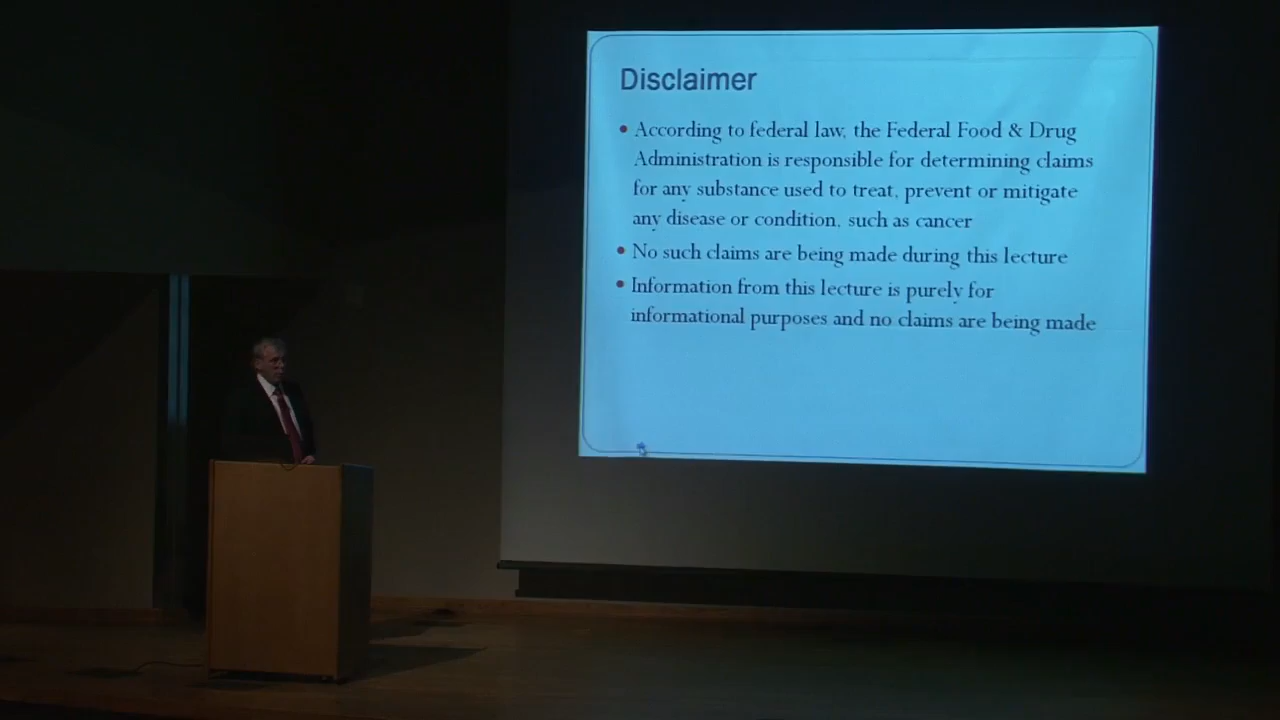 Disclaimer
• According to federal law, the Federal Food & Drug
Administration is responsible for determining claims
for any substance used to treat, prevent or mitigate
any disease or condition, such as cancer
• No such claims are being made during this lecture
• Information from this lecture is purely for
informational purposes and no claims are being made